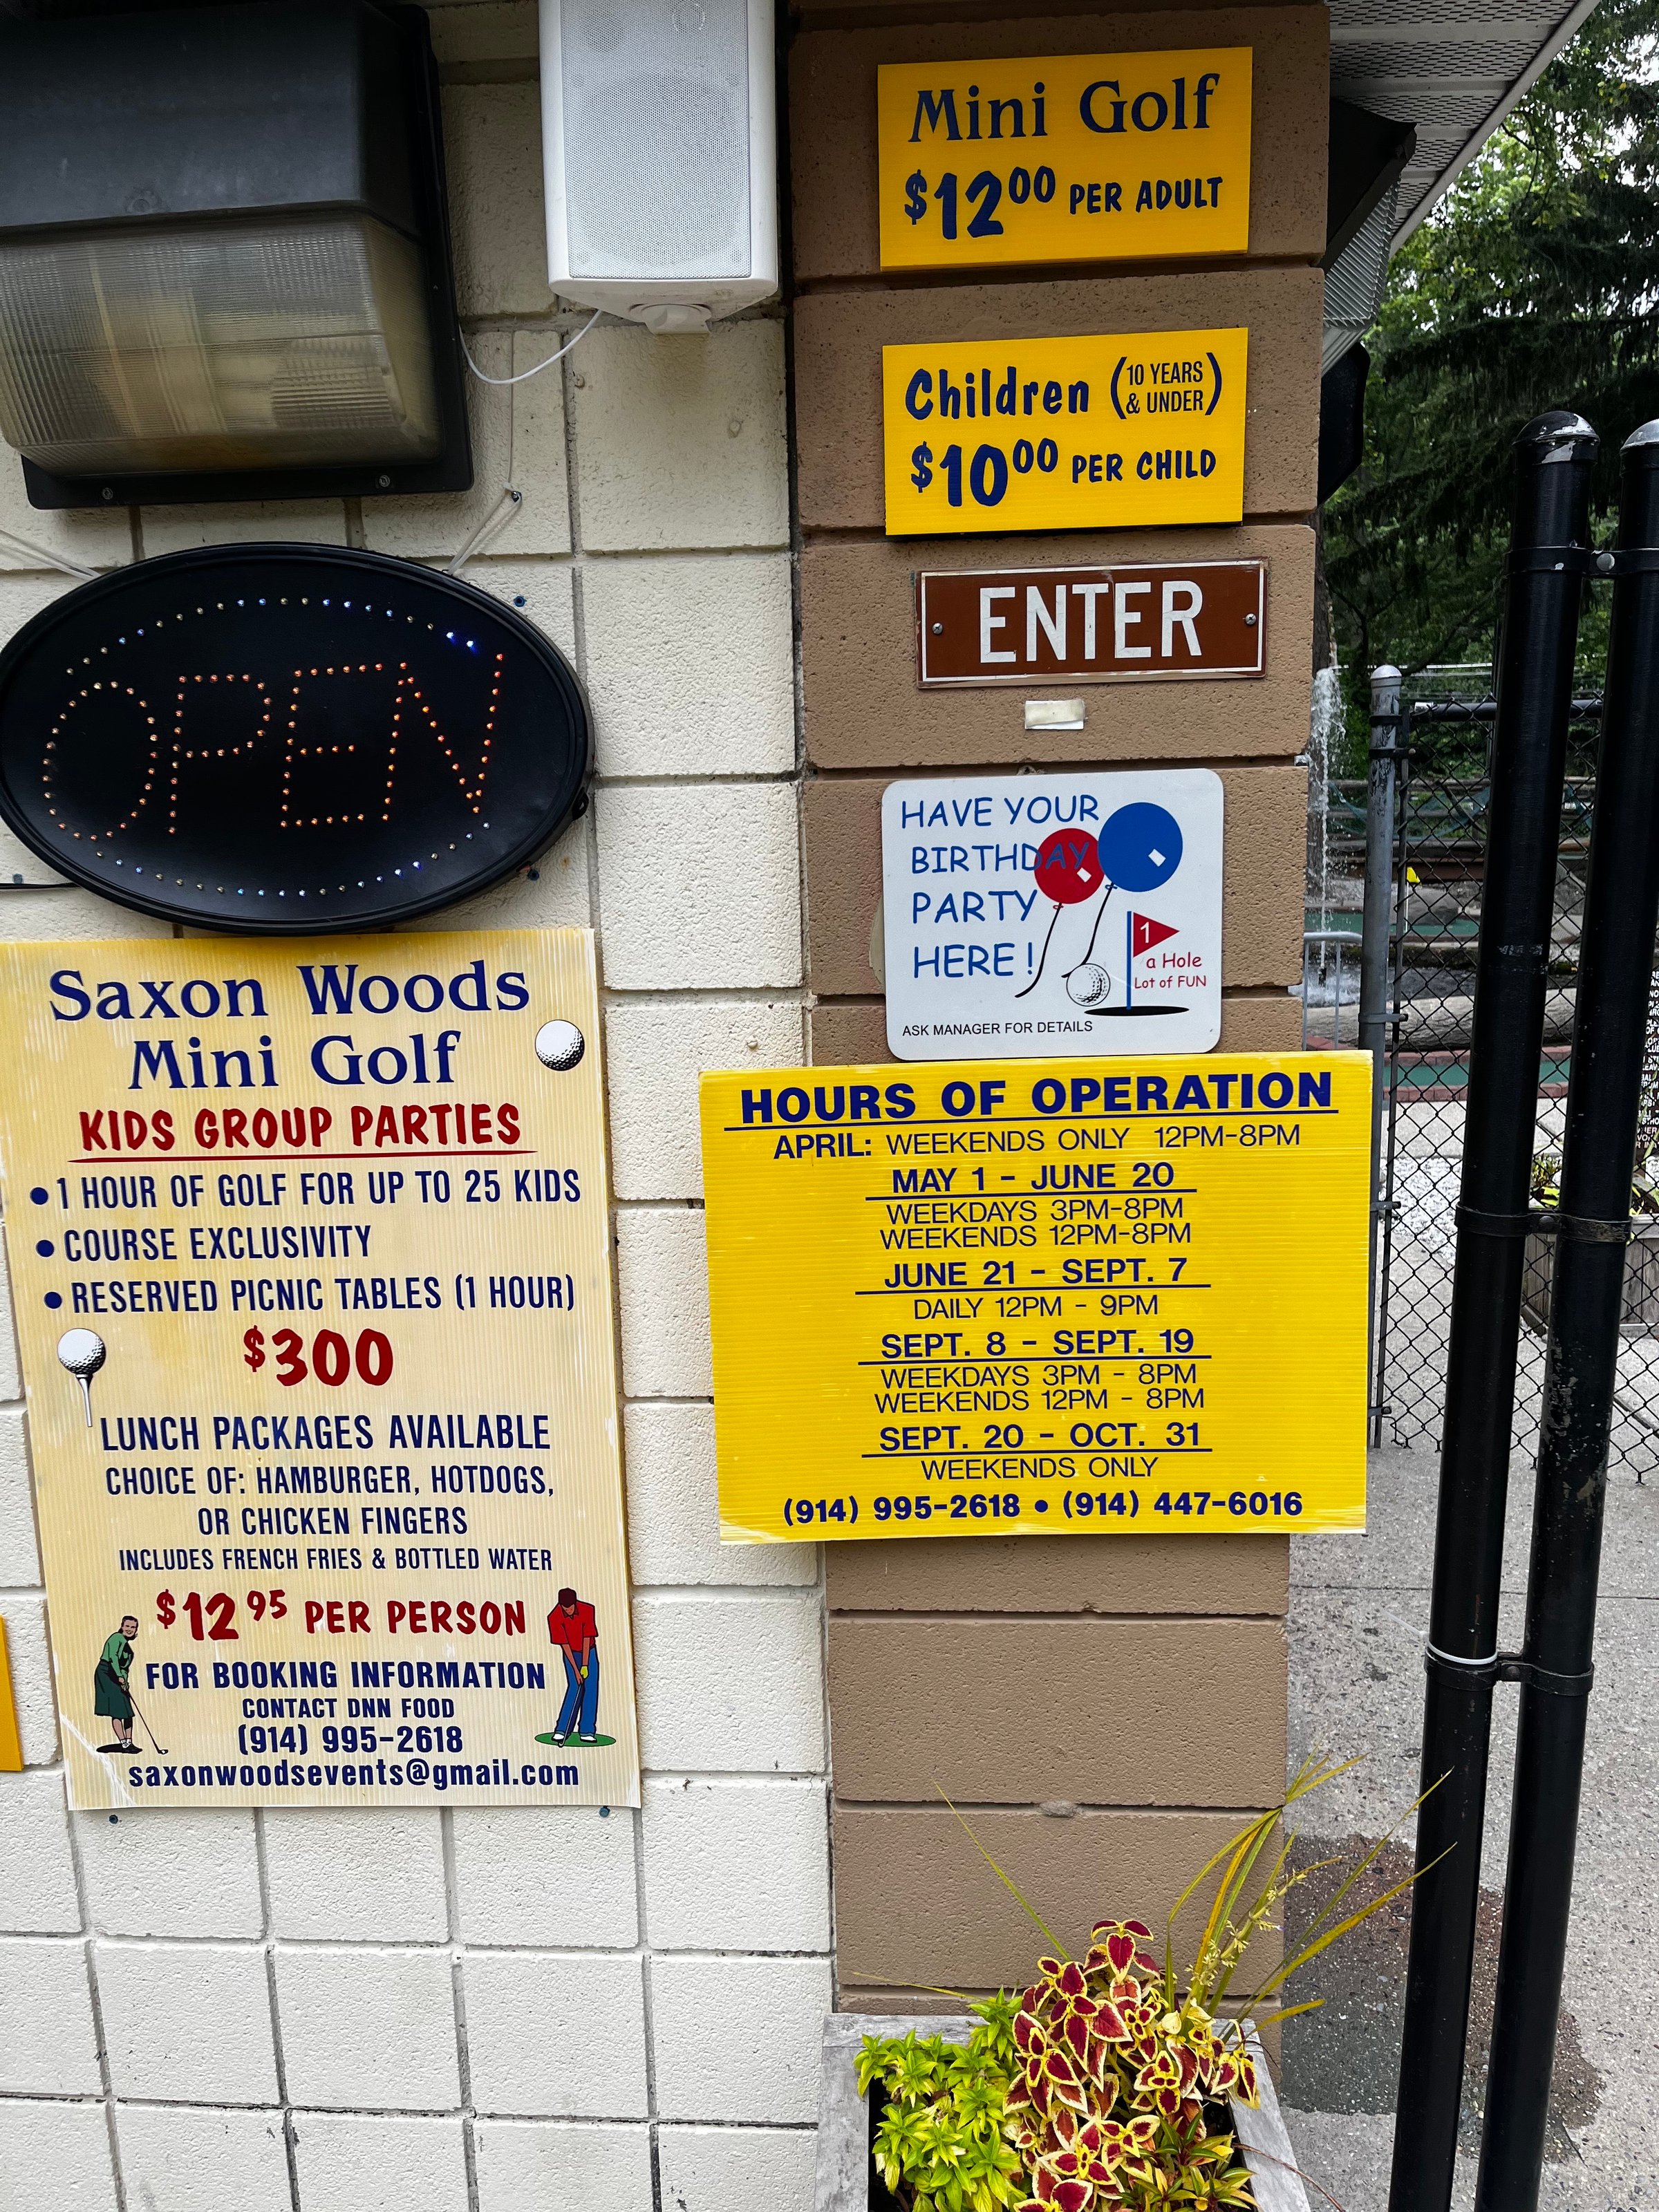 Mini Golf
$12.00 PER ADULT
Children (10 YEARS & UNDER)
$10.00 PER CHILD
ENTER
OPEN
HAVE YOUR
BIRTHDAY
PARTY
HERE!
1
a Hole
Lot of FUN
ASK MANAGER FOR DETAILS
Saxon Woods
Mini Golf
KIDS GROUP PARTIES
• 1 HOUR OF GOLF FOR UP TO 25 KIDS
• COURSE EXCLUSIVITY
• RESERVED PICNIC TABLES (1 HOUR)
$300
LUNCH PACKAGES AVAILABLE
CHOICE OF: HAMBURGER, HOTDOGS,
OR CHICKEN FINGERS
INCLUDES FRENCH FRIES & BOTTLED WATER
$12.95 PER PERSON
FOR BOOKING INFORMATION
CONTACT DNN FOOD
(914) 995-2618
saxonwoodsevents@gmail.com
HOURS OF OPERATION
APRIL: WEEKENDS ONLY 12PM-8PM
MAY 1 - JUNE 20
WEEKDAYS 3PM-8PM
WEEKENDS 12PM-8PM
JUNE 21 - SEPT. 7
DAILY 12PM - 9PM
SEPT. 8 - SEPT. 19
WEEKDAYS 3PM - 8PM
WEEKENDS 12PM - 8PM
SEPT. 20 - OCT. 31
WEEKENDS ONLY
(914) 995-2618 • (914) 447-6016